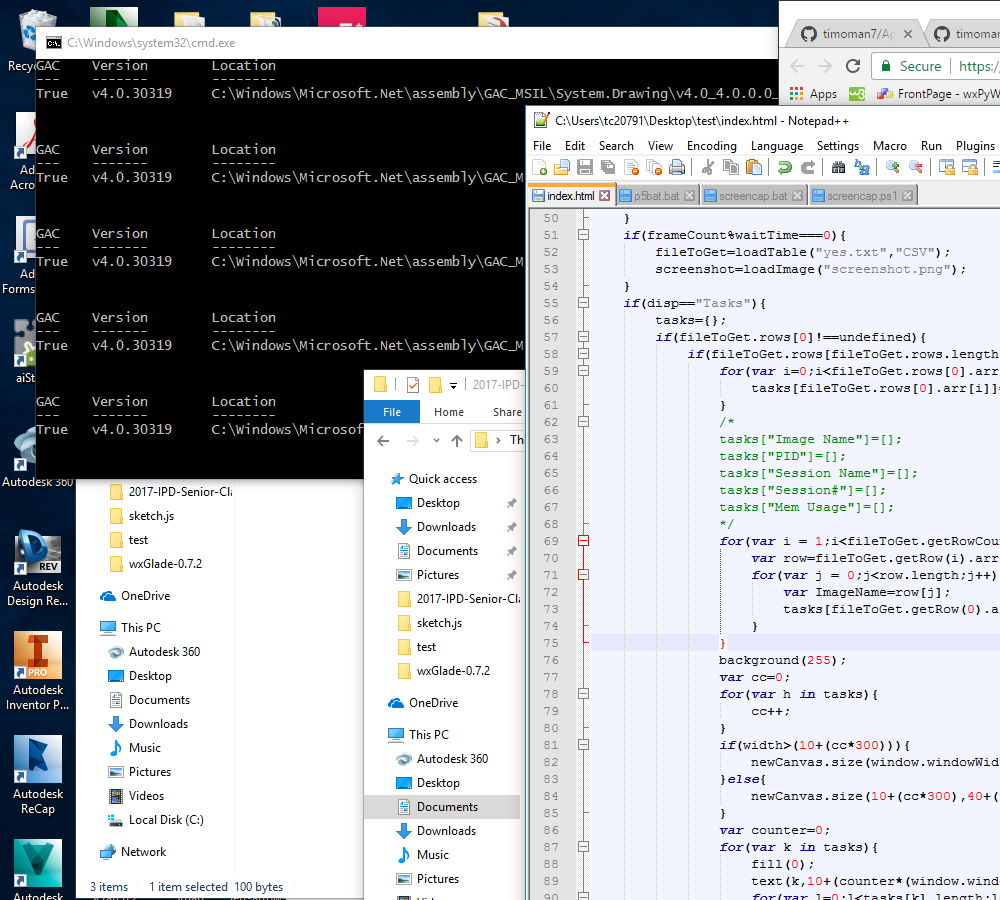 C:\Windows\system32\cmd.exe
GAC Version Location
--- ------- --------
True v4.0.30319 C:\Windows\Microsoft.Net\assembly\GAC_MSIL\System.Drawing\v4.0_4.0.0.0_
GAC Version Location
--- ------- --------
True v4.0.30319 C:\Windows\Microsoft.Net\assembly\GAC_M
GAC Version Location
--- ------- --------
True v4.0.30319 C:\Windows\Microsoft.Net\assembly\GAC_M
GAC Version Location
--- ------- --------
True v4.0.30319 C:\Windows\Microsoft.Net\assembly\GAC_M
GAC Version Location
--- ------- --------
True v4.0.30319 C:\Windows\Microsof
timoman7/Ap
timoman
Secure https:/
Apps w3 FrontPage - wxPyW
C:\Users\tc20791\Desktop\test\index.html - Notepad++
File Edit Search View Encoding Language Settings Macro Run Plugins
index.html p5bat.bat screencap.bat screencap.ps1
50 }
51 if(frameCount%waitTime===0){
52 fileToGet=loadTable("yes.txt","CSV");
53 screenshot=loadImage("screenshot.png");
54 }
55 if(disp=="Tasks"){
56 tasks={};
57 if(fileToGet.rows[0]!==undefined){
58 if(fileToGet.rows[fileToGet.rows.length
59 for(var i=0;i<fileToGet.rows[0].arr
60 tasks[fileToGet.rows[0].arr[i]]=
61 }
62 /*
63 tasks["Image Name"]=[];
64 tasks["PID"]=[];
65 tasks["Session Name"]=[];
66 tasks["Session#"]=[];
67 tasks["Mem Usage"]=[];
68 */
69 for(var i = 1;i<fileToGet.getRowCou
70 var row=fileToGet.getRow(i).arr
71 for(var j = 0;j<row.length;j++)
72 var ImageName=row[j];
73 tasks[fileToGet.getRow(0).a
74 }
75 }
76 background(255);
77 var cc=0;
78 for(var h in tasks){
79 cc++;
80 }
81 if(width>(10+(cc*300))){
82 newCanvas.size(window.windowWid
83 }else{
84 newCanvas.size(10+(cc*300),40+(
85 }
86 var counter=0;
87 for(var k in tasks){
88 fill(0);
89 text(k,10+(counter*(window.wind
90 for(var l=0;l<tasks[k].length;l
2017-IPD-
File Home Share
Th
Quick access
Desktop
Downloads
Documents
Pictures
2017-IPD-Senior-Cla
sketch.js
test
wxGlade-0.7.2
OneDrive
This PC
Autodesk 360
Desktop
Documents
Downloads
Music
Pictures
2017-IPD-Senior-Cla
sketch.js
test
wxGlade-0.7.2
OneDrive
This PC
Autodesk 360
Desktop
Documents
Downloads
Music
Pictures
Videos
Local Disk (C:)
Network
3 items 1 item selected 100 bytes
Recy
Ad
Acro
Ad
Forms
aiSt
Autodesk 360
REV
Autodesk
Design Re...
PRO
Autodesk
Inventor P...
Autodesk
ReCap
Autodesk